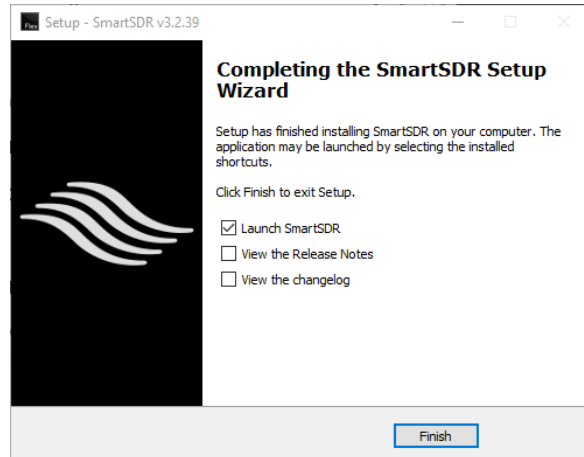 Flex
Setup - SmartSDR v3.2.39
Completing the SmartSDR Setup
Wizard
Setup has finished installing SmartSDR on your computer. The
application may be launched by selecting the installed
shortcuts.
Click Finish to exit Setup.
Launch SmartSDR
View the Release Notes
View the changelog
Finish